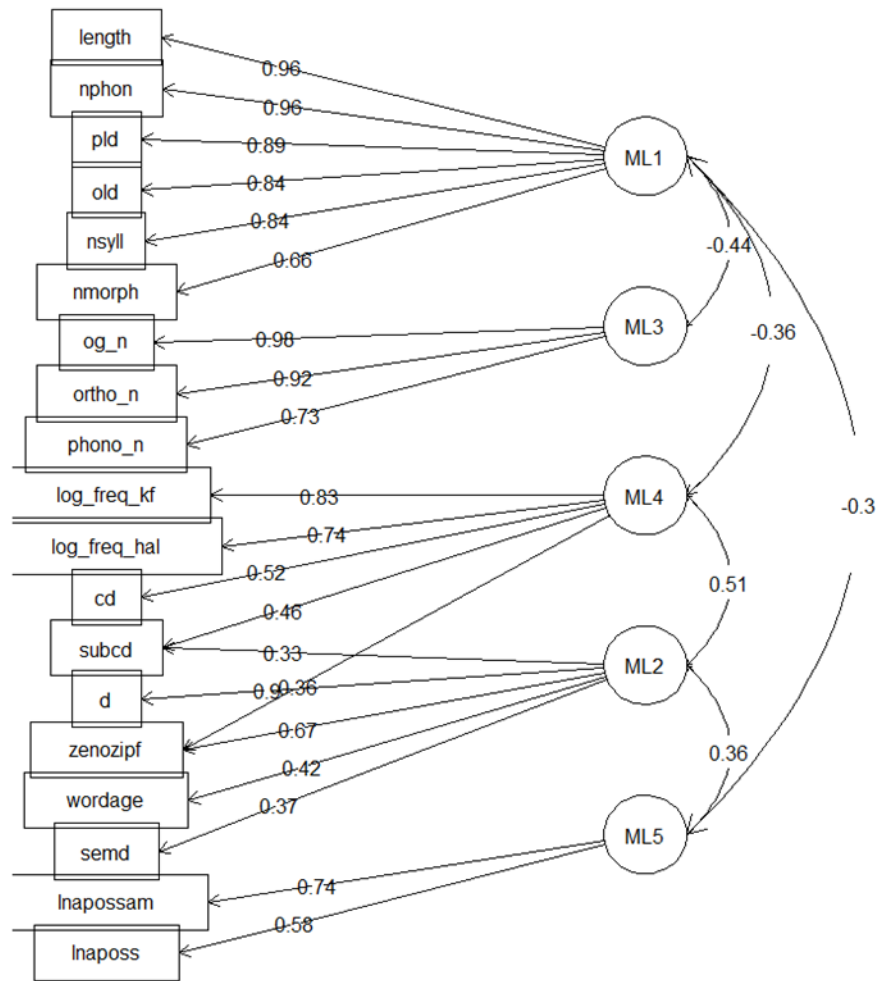 length
0.96
nphon
0.96
pld
0.89
ML1
old
0.84
nsyll
0.84
-0.44
nmorph
0.66
og_n
0.98
ML3
-0.36
ortho_n
0.92
phono_n
0.73
log_freq_kf
0.83
ML4
-0.3
log_freq_hal
0.74
cd
0.52
0.51
subcd
0.46
0.33
ML2
d
0.9
0.36
zenozipf
0.67
0.36
wordage
0.42
semd
0.37
ML5
lnapossam
0.74
lnaposs
0.58